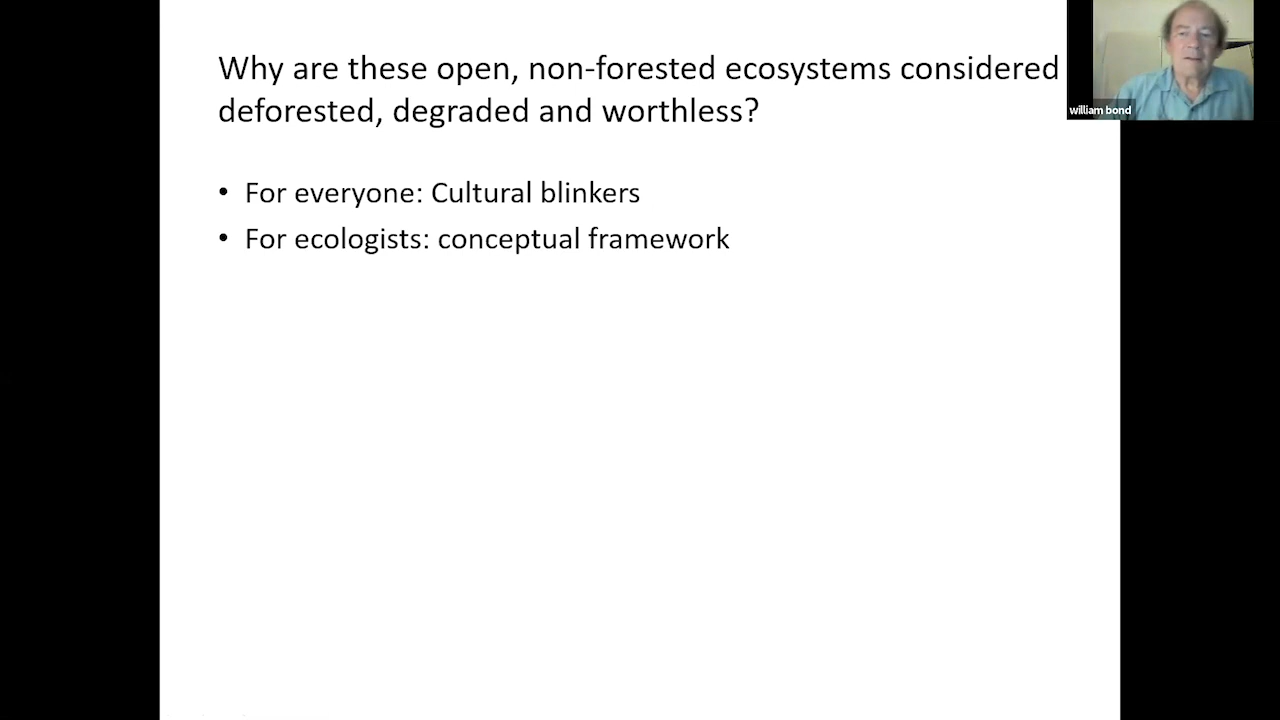 Why are these open, non-forested ecosystems considered
deforested, degraded and worthless?
• For everyone: Cultural blinkers
• For ecologists: conceptual framework
william bond